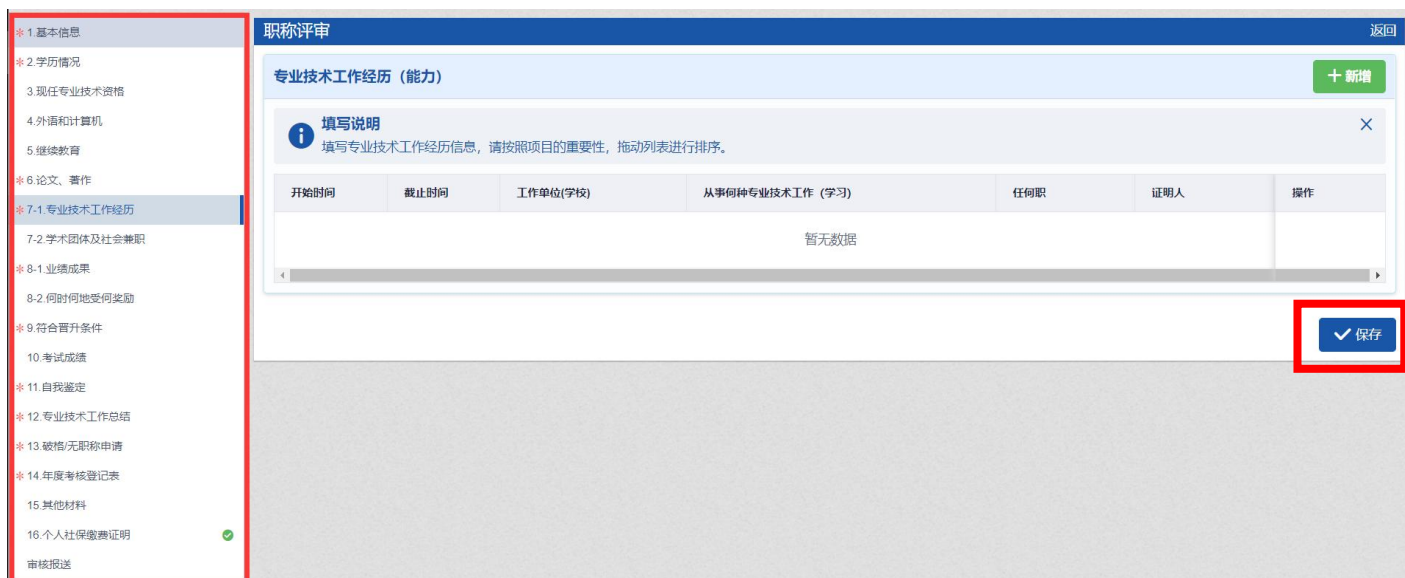 * 1.基本信息
* 2.学历情况
3.现任专业技术资格
4.外语和计算机
5.继续教育
* 6.论文、著作
* 7-1.专业技术工作经历
7-2.学术团体及社会兼职
* 8-1.业绩成果
8-2.何时何地受何奖励
* 9.符合晋升条件
10.考试成绩
* 11.自我鉴定
* 12.专业技术工作总结
* 13.破格/无职称申请
* 14.年度考核登记表
15.其他材料
16.个人社保缴费证明
审核报送
职称评审 返回
专业技术工作经历（能力） 新增
填写说明
填写专业技术工作经历信息，请按照项目的重要性，拖动列表进行排序。
开始时间 截止时间 工作单位(学校) 从事何种专业技术工作（学习） 任何职 证明人 操作
暂无数据
保存